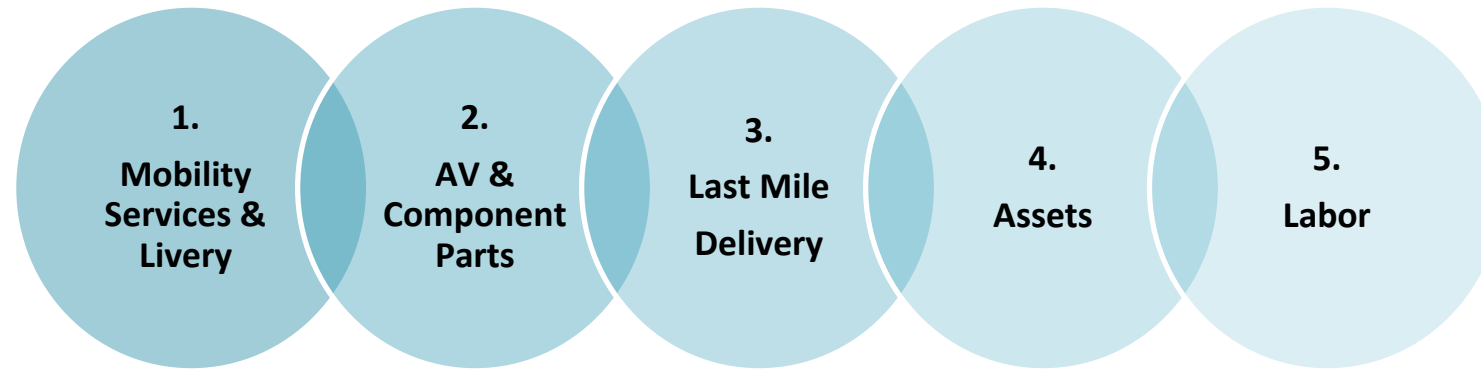 1.
Mobility
Services &
Livery
2.
AV &
Component
Parts
3.
Last Mile
Delivery
4.
Assets
5.
Labor